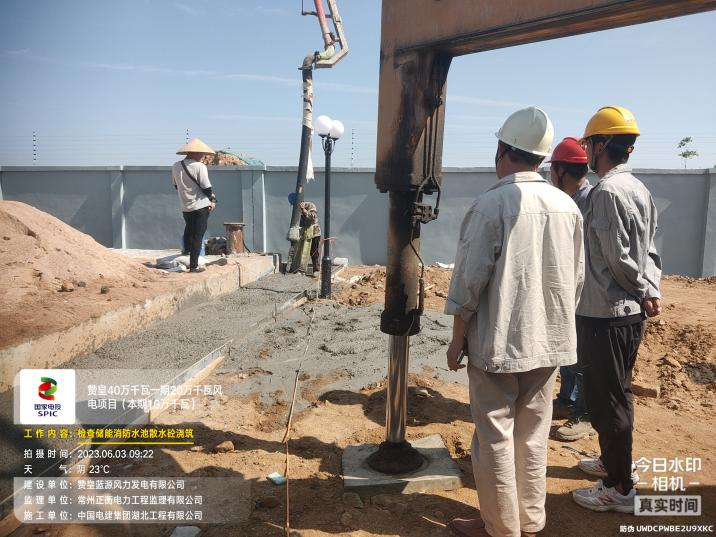 国家电投
SPIC
赞皇40万千瓦一期20万千瓦风
电项目（本期10万千瓦）
工作内容：检查储能消防水池散水砼浇筑
拍摄时间：2023.06.03 09:22
天 气：阴 23℃
建设单位：赞皇蓝源风力发电有限公司
监理单位：常州正衡电力工程监理有限公司
施工单位：中国电建集团湖北工程有限公司
今日水印
相机
真实时间
防伪 UWDCPWBE2U9XKC